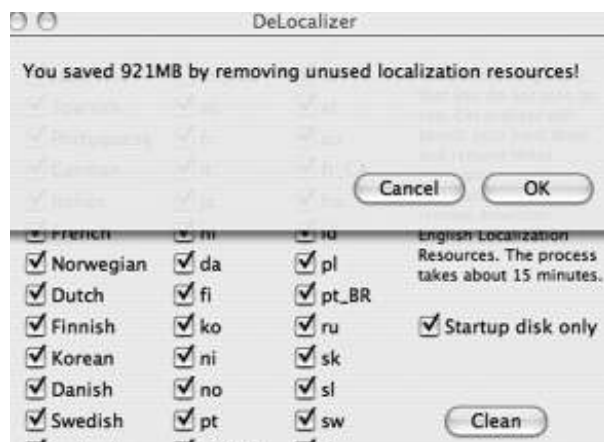 DeLocalizer
You saved 921MB by removing unused localization resources!
Cancel OK
French
Norwegian da pl
Dutch fi pt_BR
Finnish ko ru
Korean ni sk
Danish no sl
Swedish pt sw
English Localization
Resources. The process
takes about 15 minutes.
Startup disk only
Clean